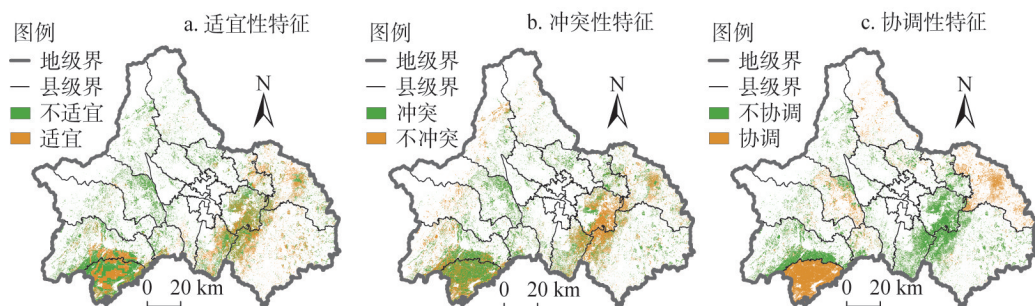 a. 适宜性特征
图例
地级界
县级界
不适宜
适宜
N
0 20 km
b. 冲突性特征
图例
地级界
县级界
冲突
不冲突
N
0 20 km
c. 协调性特征
图例
地级界
县级界
不协调
协调
N
0 20 km